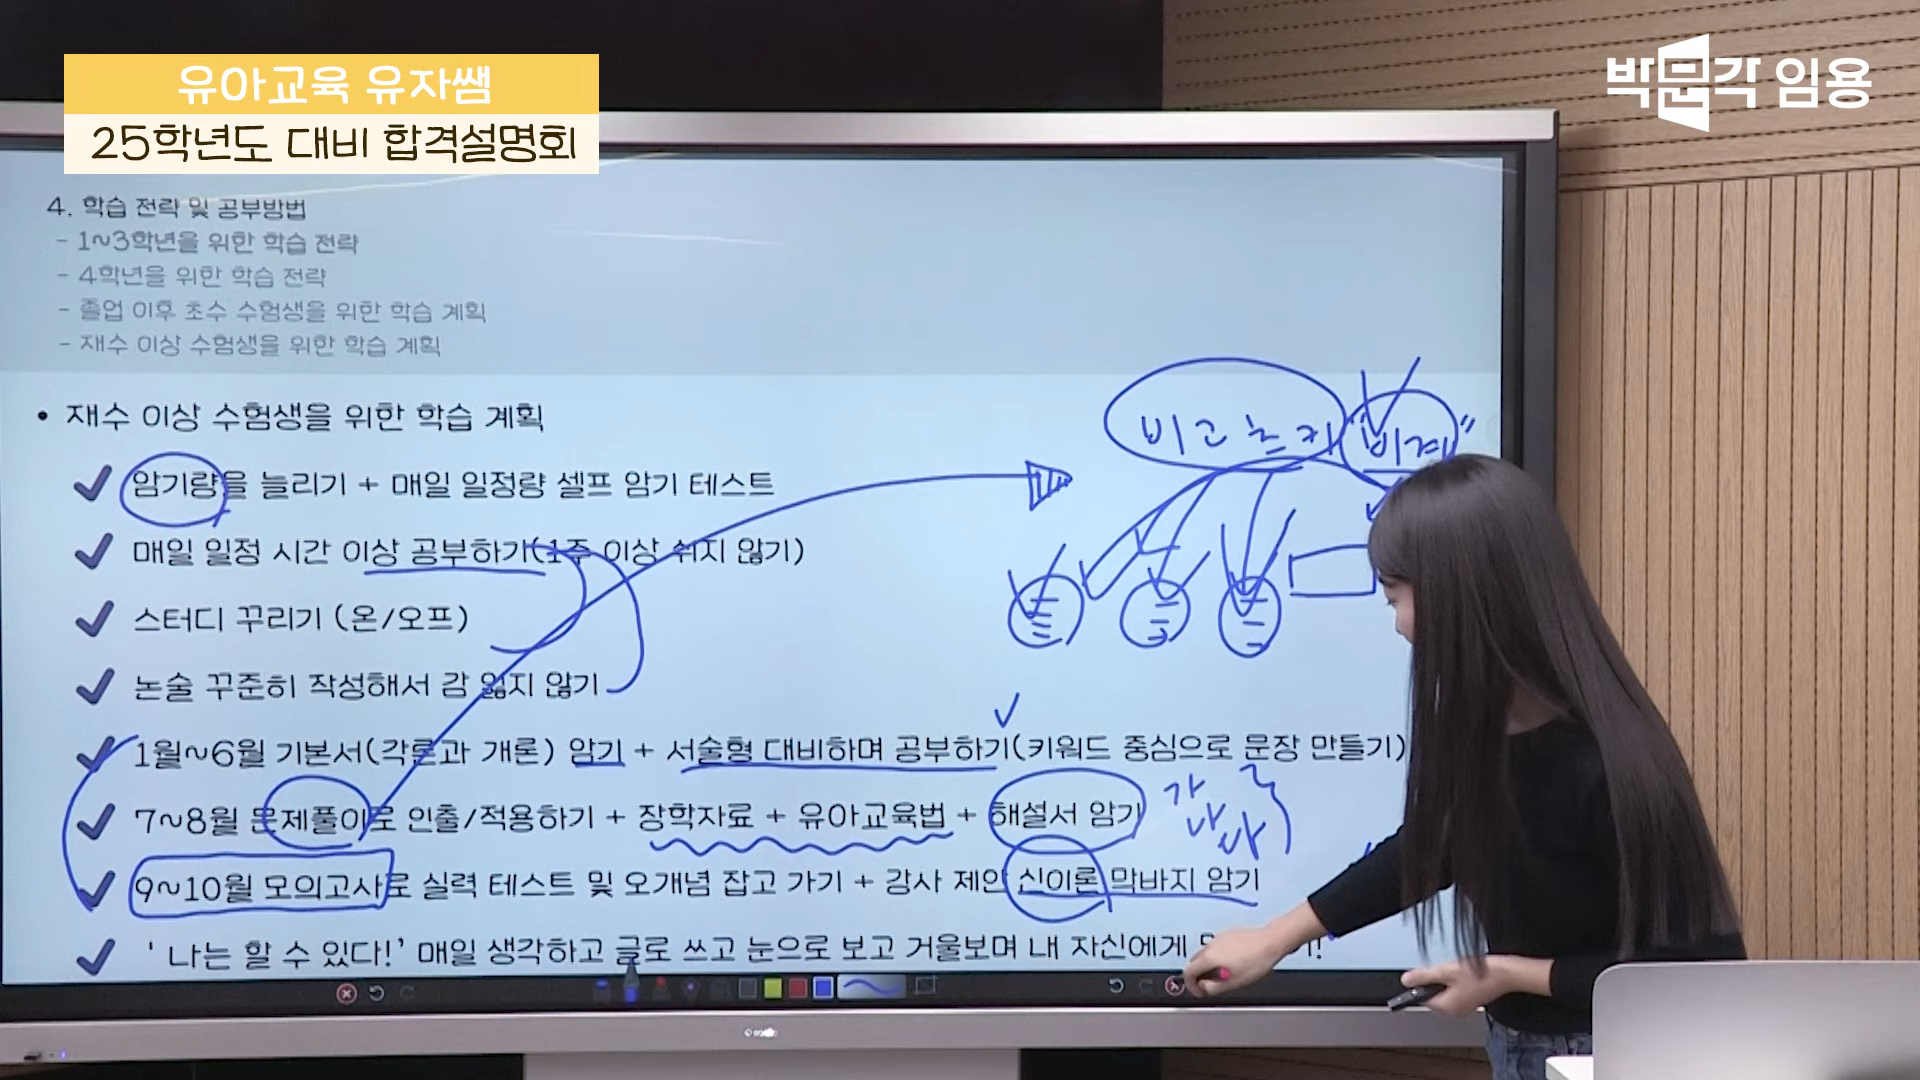 유아교육 유자쌤
25학년도 대비 합격설명회
박문각 임용
4. 학습 전략 및 공부방법
- 1~3학년을 위한 학습 전략
- 4학년을 위한 학습 전략
- 졸업 이후 초수 수험생을 위한 학습 계획
- 재수 이상 수험생을 위한 학습 계획
• 재수 이상 수험생을 위한 학습 계획
✔ 암기량을 늘리기 + 매일 일정량 셀프 암기 테스트
✔ 매일 일정 시간 이상 공부하기(1주 이상 쉬지 않기)
✔ 스터디 꾸리기 (온/오프)
✔ 논술 꾸준히 작성해서 감 잃지 않기
✔ 1월~6월 기본서(각론과 개론) 암기 + 서술형 대비하며 공부하기(키워드 중심으로 문장 만들기)
✔ 7~8월 문제풀이로 인출/적용하기 + 장학자료 + 유아교육법 + 해설서 암기
✔ 9~10월 모의고사로 실력 테스트 및 오개념 잡고 가기 + 강사 제안 신이론 막바지 암기
✔ ' 나는 할 수 있다!' 매일 생각하고 글로 쓰고 눈으로 보고 거울보며 내 자신에게
비고츠키 "비계"
가
나